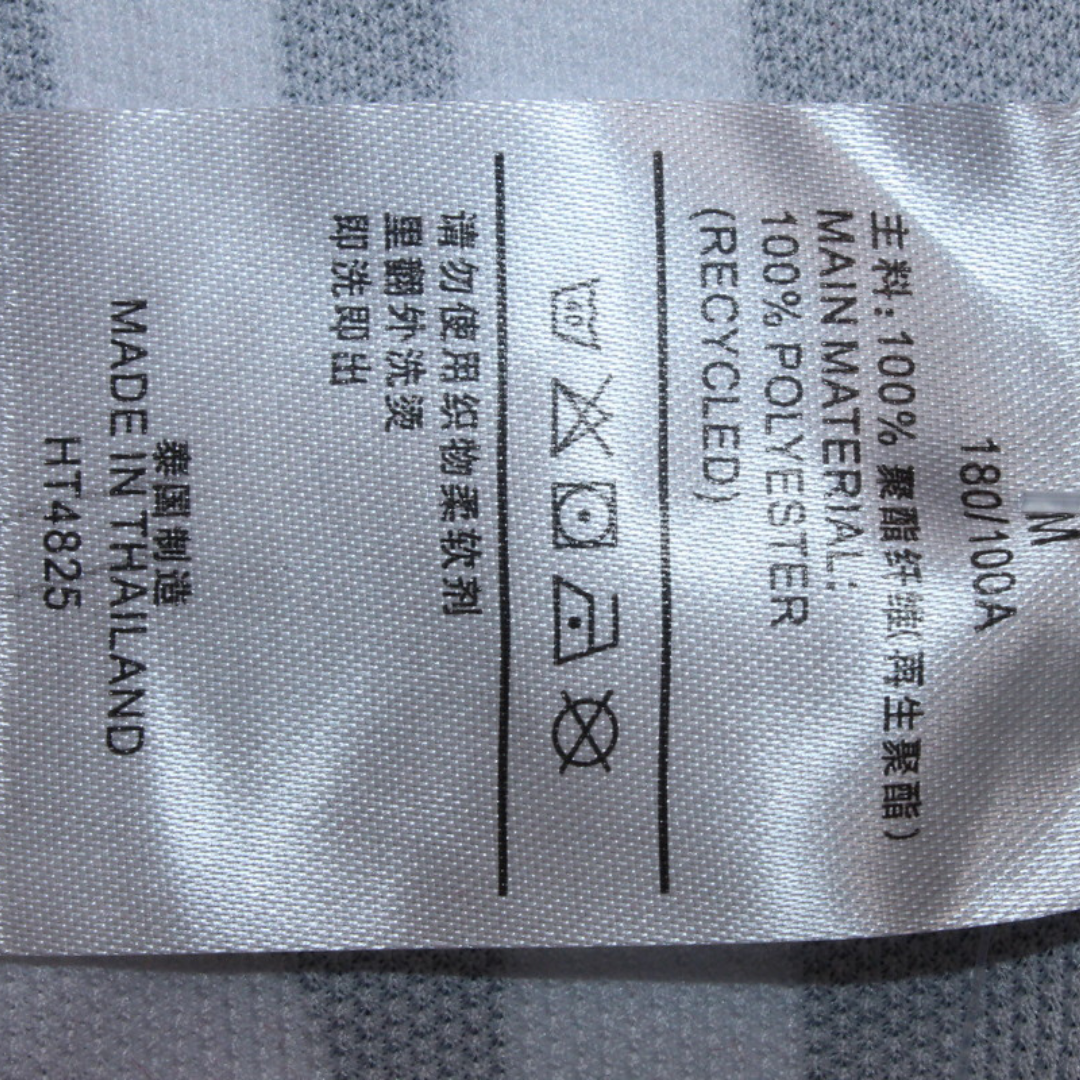 M
180/100A
主料: 100% 聚酯纤维(再生聚酯)
MAIN MATERIAL:
100% POLYESTER
(RECYCLED)
40
请勿使用织物柔软剂
里翻外洗烫
即洗即出
泰国制造
MADE IN THAILAND
HT4825